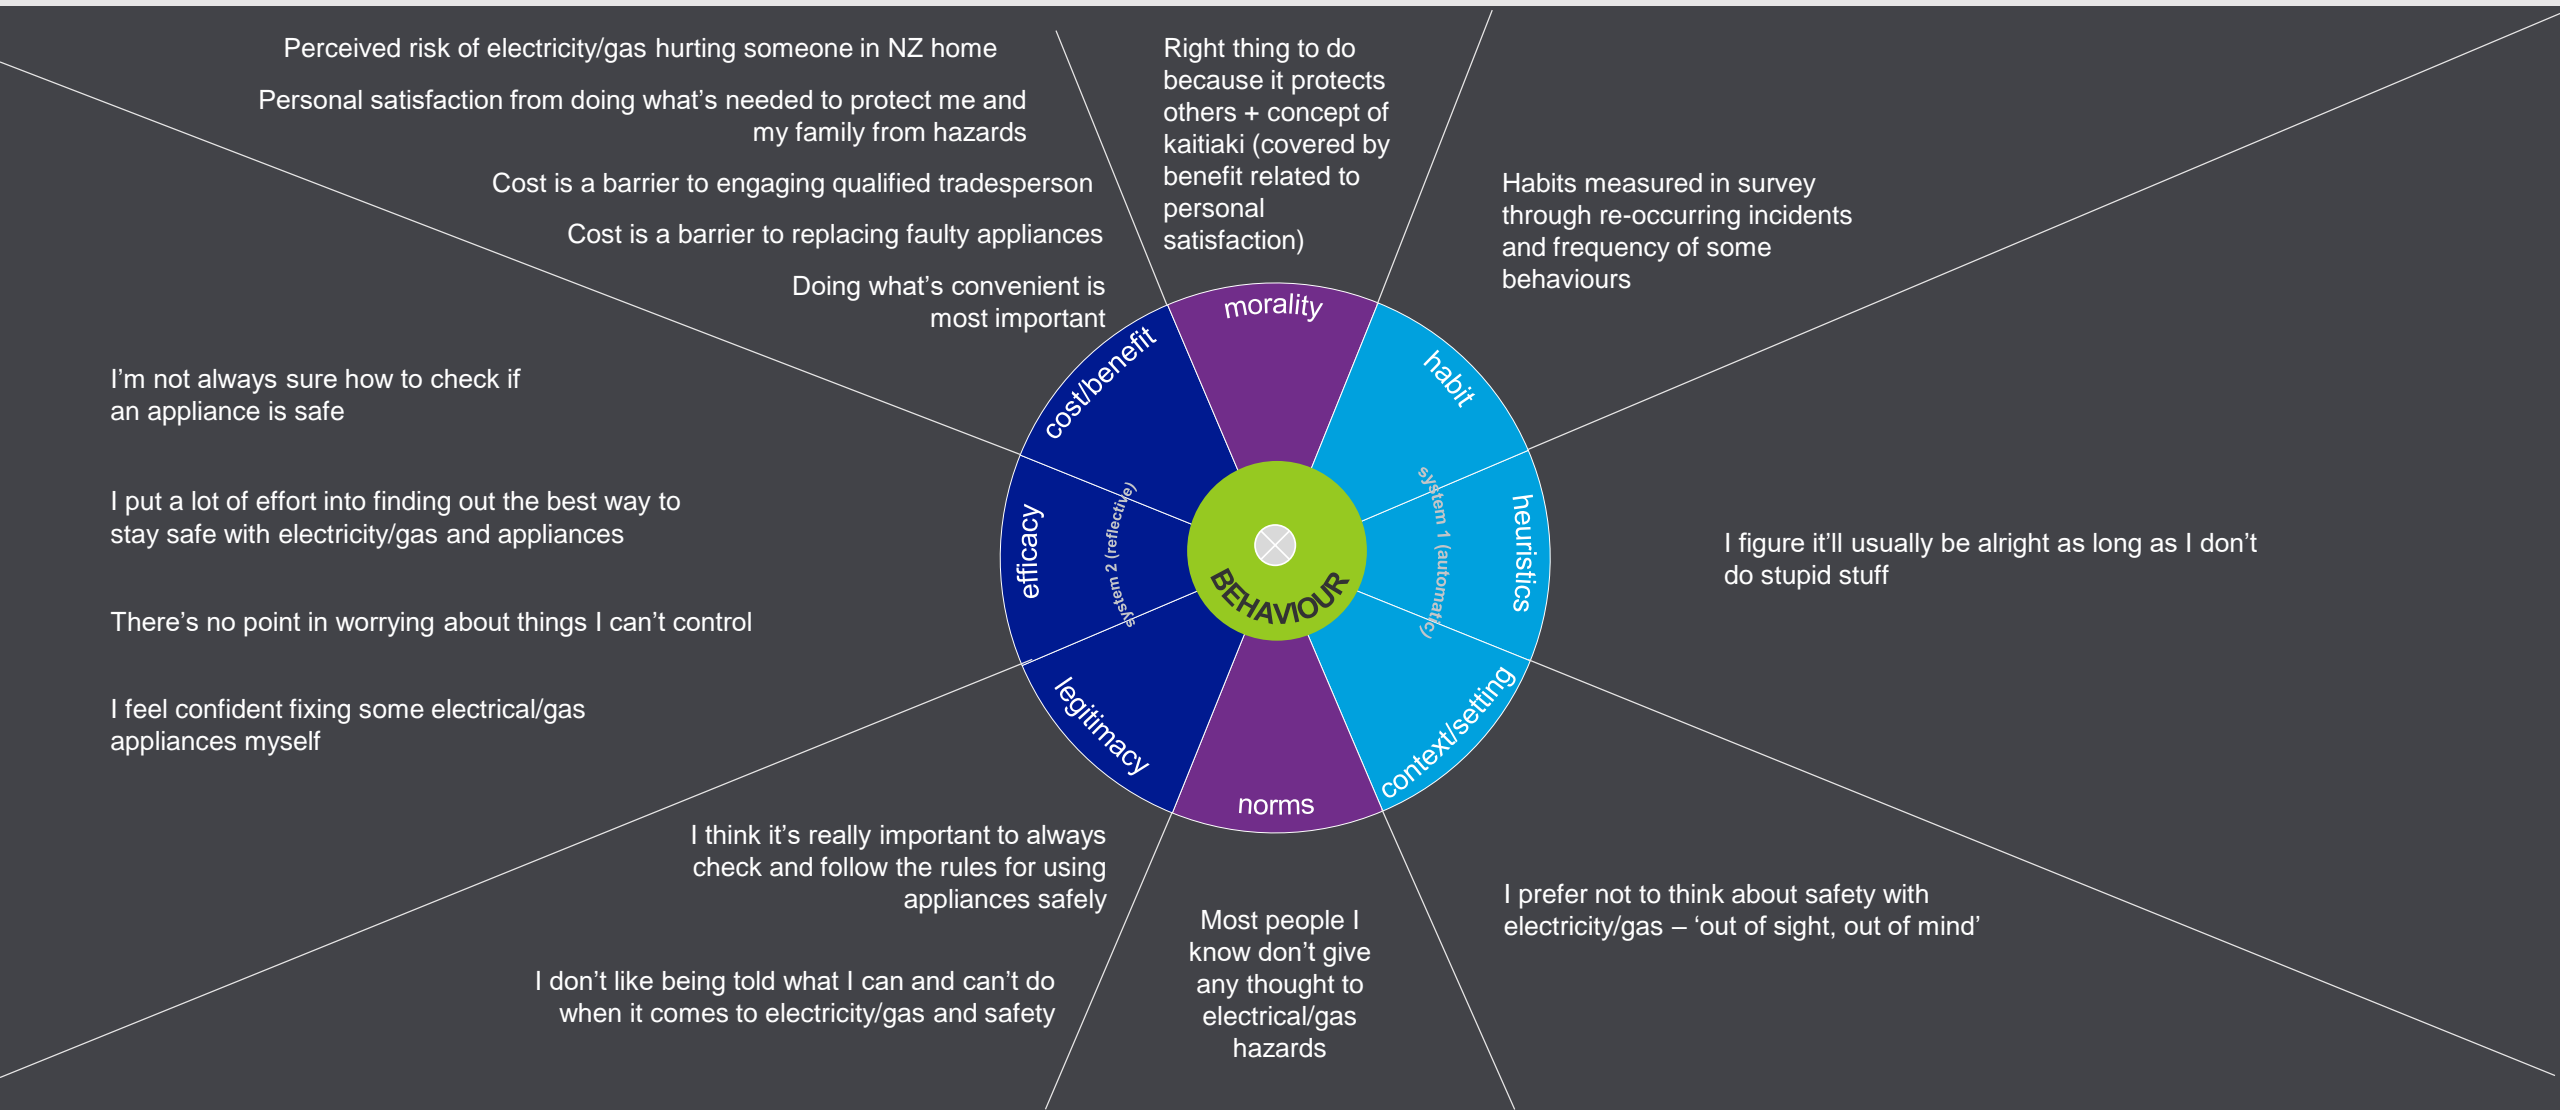 Perceived risk of electricity/gas hurting someone in NZ home
Personal satisfaction from doing what’s needed to protect me and
my family from hazards
Cost is a barrier to engaging qualified tradesperson
Cost is a barrier to replacing faulty appliances
Doing what’s convenient is
most important
Right thing to do
because it protects
others + concept of
kaitiaki (covered by
benefit related to
personal
satisfaction)
Habits measured in survey
through re-occurring incidents
and frequency of some
behaviours
I’m not always sure how to check if
an appliance is safe
I put a lot of effort into finding out the best way to
stay safe with electricity/gas and appliances
There’s no point in worrying about things I can’t control
I feel confident fixing some electrical/gas
appliances myself
cost/benefit
morality
habit
efficacy
system 2 (reflective)
BEHAVIOUR
system 1 (automatic)
heuristics
legitimacy
norms
context/setting
I figure it’ll usually be alright as long as I don’t
do stupid stuff
I think it’s really important to always
check and follow the rules for using
appliances safely
I don’t like being told what I can and can’t do
when it comes to electricity/gas and safety
Most people I
know don’t give
any thought to
electrical/gas
hazards
I prefer not to think about safety with
electricity/gas – ‘out of sight, out of mind’